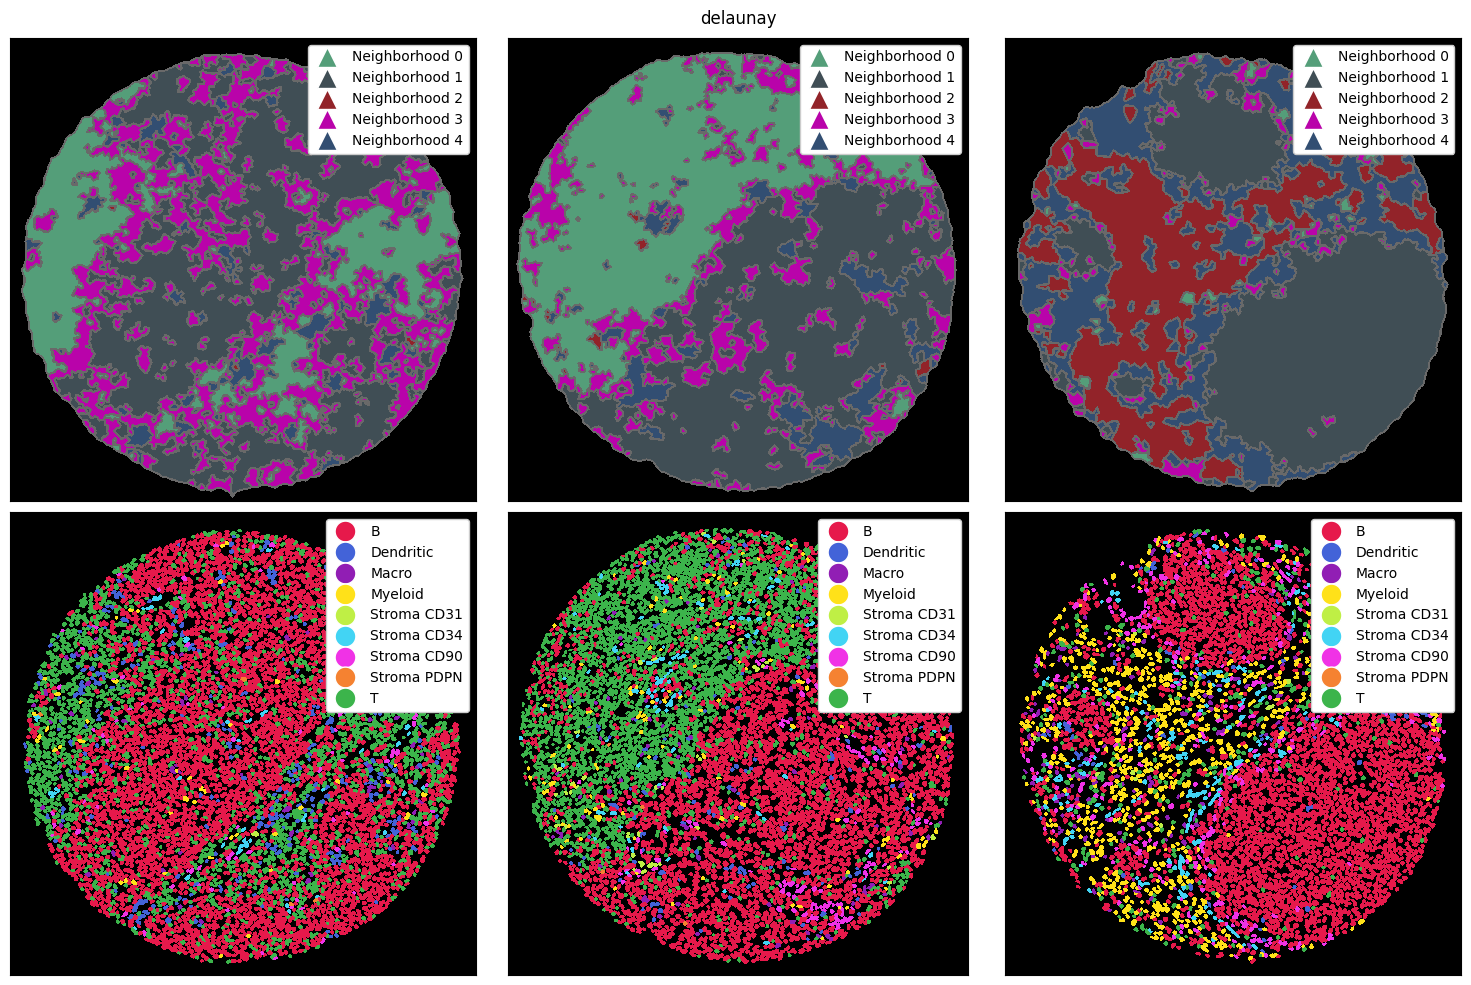 delaunay
Neighborhood 0
Neighborhood 1
Neighborhood 2
Neighborhood 3
Neighborhood 4
Neighborhood 0
Neighborhood 1
Neighborhood 2
Neighborhood 3
Neighborhood 4
Neighborhood 0
Neighborhood 1
Neighborhood 2
Neighborhood 3
Neighborhood 4
B
Dendritic
Macro
Myeloid
Stroma CD31
Stroma CD34
Stroma CD90
Stroma PDPN
T
B
Dendritic
Macro
Myeloid
Stroma CD31
Stroma CD34
Stroma CD90
Stroma PDPN
T
B
Dendritic
Macro
Myeloid
Stroma CD31
Stroma CD34
Stroma CD90
Stroma PDPN
T